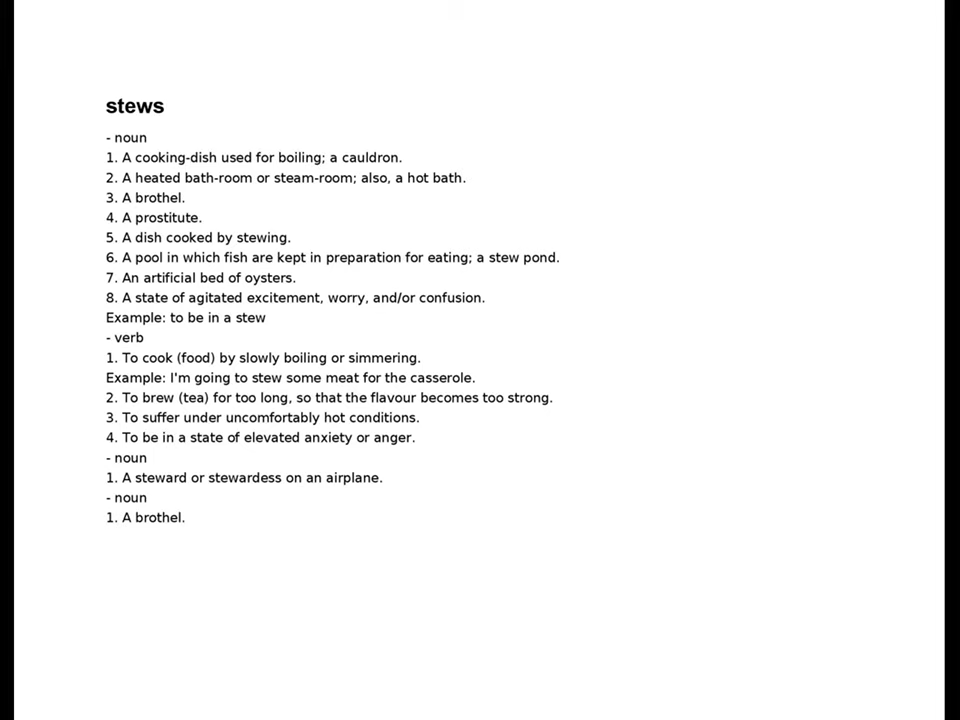 stews
- noun
1. A cooking-dish used for boiling; a cauldron.
2. A heated bath-room or steam-room; also, a hot bath.
3. A brothel.
4. A prostitute.
5. A dish cooked by stewing.
6. A pool in which fish are kept in preparation for eating; a stew pond.
7. An artificial bed of oysters.
8. A state of agitated excitement, worry, and/or confusion.
Example: to be in a stew
- verb
1. To cook (food) by slowly boiling or simmering.
Example: I'm going to stew some meat for the casserole.
2. To brew (tea) for too long, so that the flavour becomes too strong.
3. To suffer under uncomfortably hot conditions.
4. To be in a state of elevated anxiety or anger.
- noun
1. A steward or stewardess on an airplane.
- noun
1. A brothel.